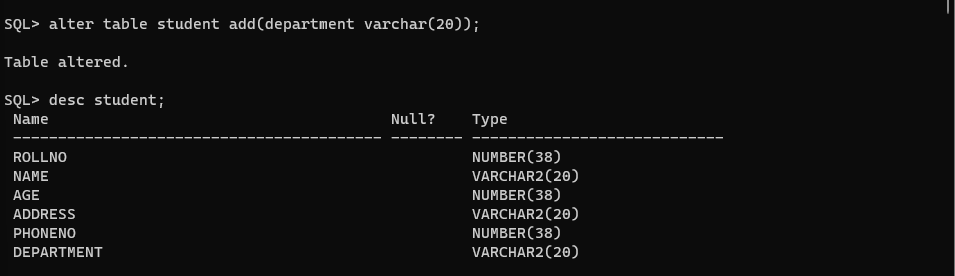 SQL> alter table student add(department varchar(20));
Table altered.
SQL> desc student;
Name                                      Null?    Type
----------------------------------------- -------- ----------------------------
ROLLNO                                             NUMBER(38)
NAME                                               VARCHAR2(20)
AGE                                                NUMBER(38)
ADDRESS                                            VARCHAR2(20)
PHONENO                                            NUMBER(38)
DEPARTMENT                                         VARCHAR2(20)